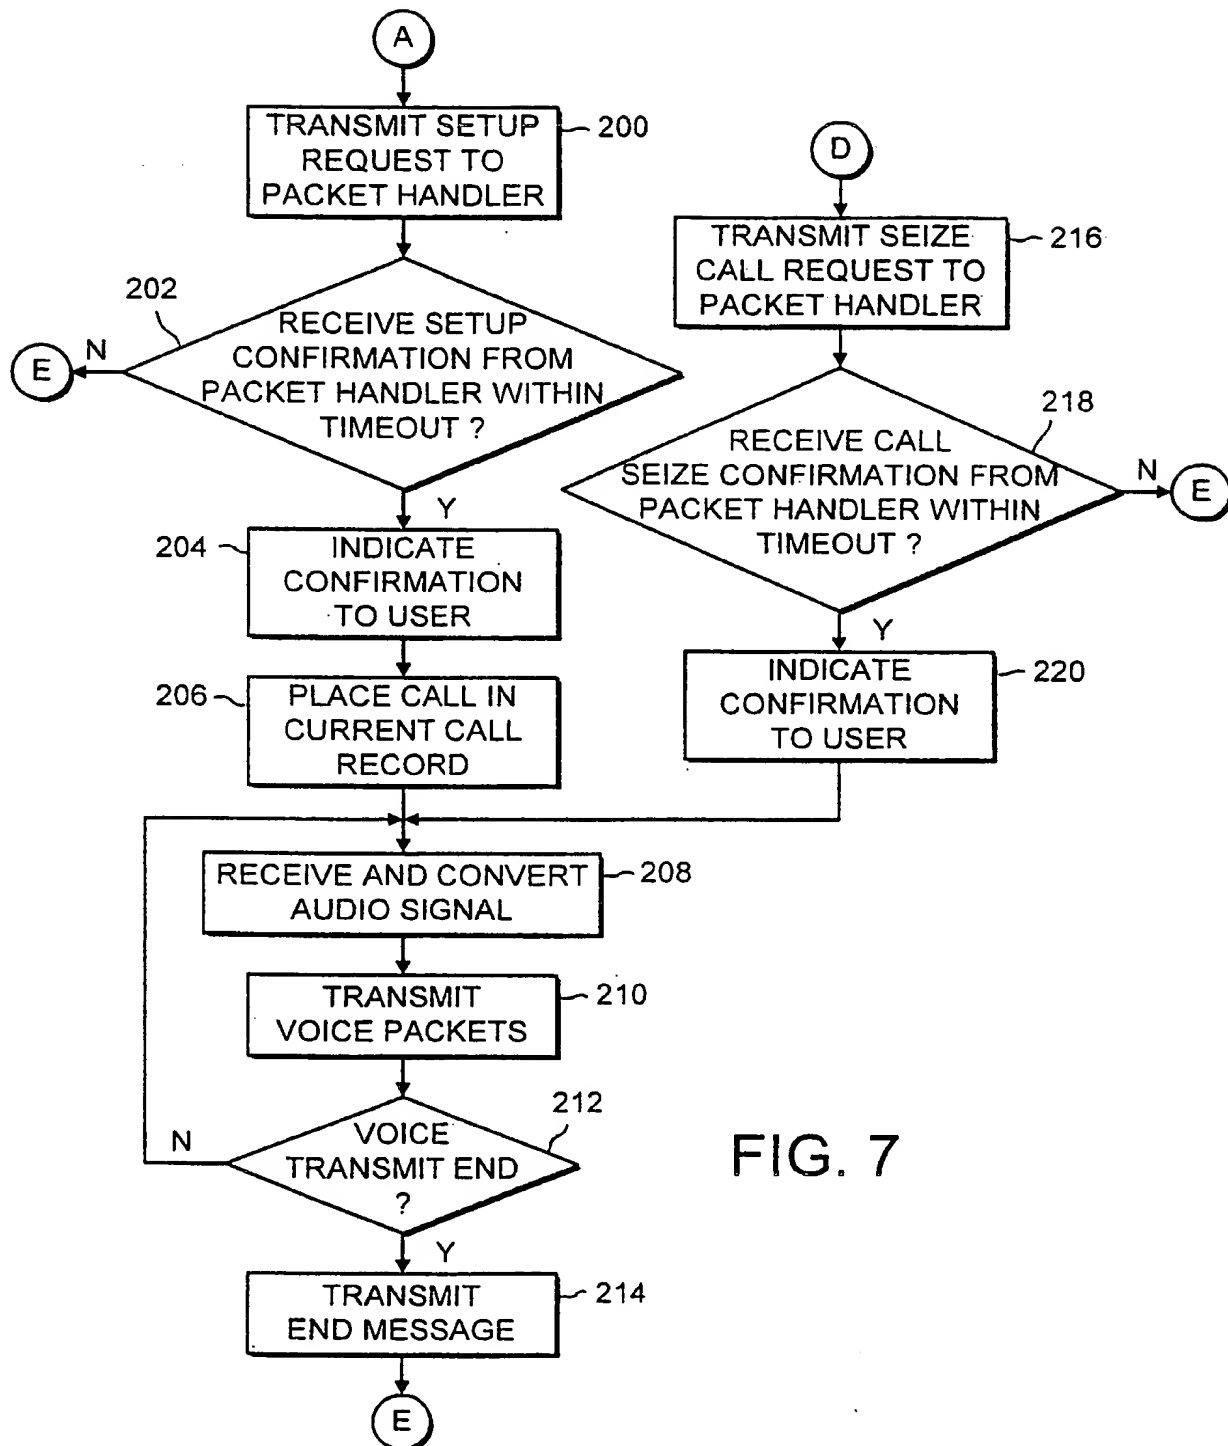 A
TRANSMIT SETUP
REQUEST TO
PACKET HANDLER
200
202
RECEIVE SETUP
CONFIRMATION FROM
PACKET HANDLER WITHIN
TIMEOUT ?
N
E
Y
204
INDICATE
CONFIRMATION
TO USER
206
PLACE CALL IN
CURRENT CALL
RECORD
D
TRANSMIT SEIZE
CALL REQUEST TO
PACKET HANDLER
216
218
RECEIVE CALL
SEIZE CONFIRMATION FROM
PACKET HANDLER WITHIN
TIMEOUT ?
N
E
Y
INDICATE
CONFIRMATION
TO USER
220
RECEIVE AND CONVERT
AUDIO SIGNAL
208
TRANSMIT
VOICE PACKETS
210
212
VOICE
TRANSMIT END
?
N
Y
TRANSMIT
END MESSAGE
214
E
FIG. 7